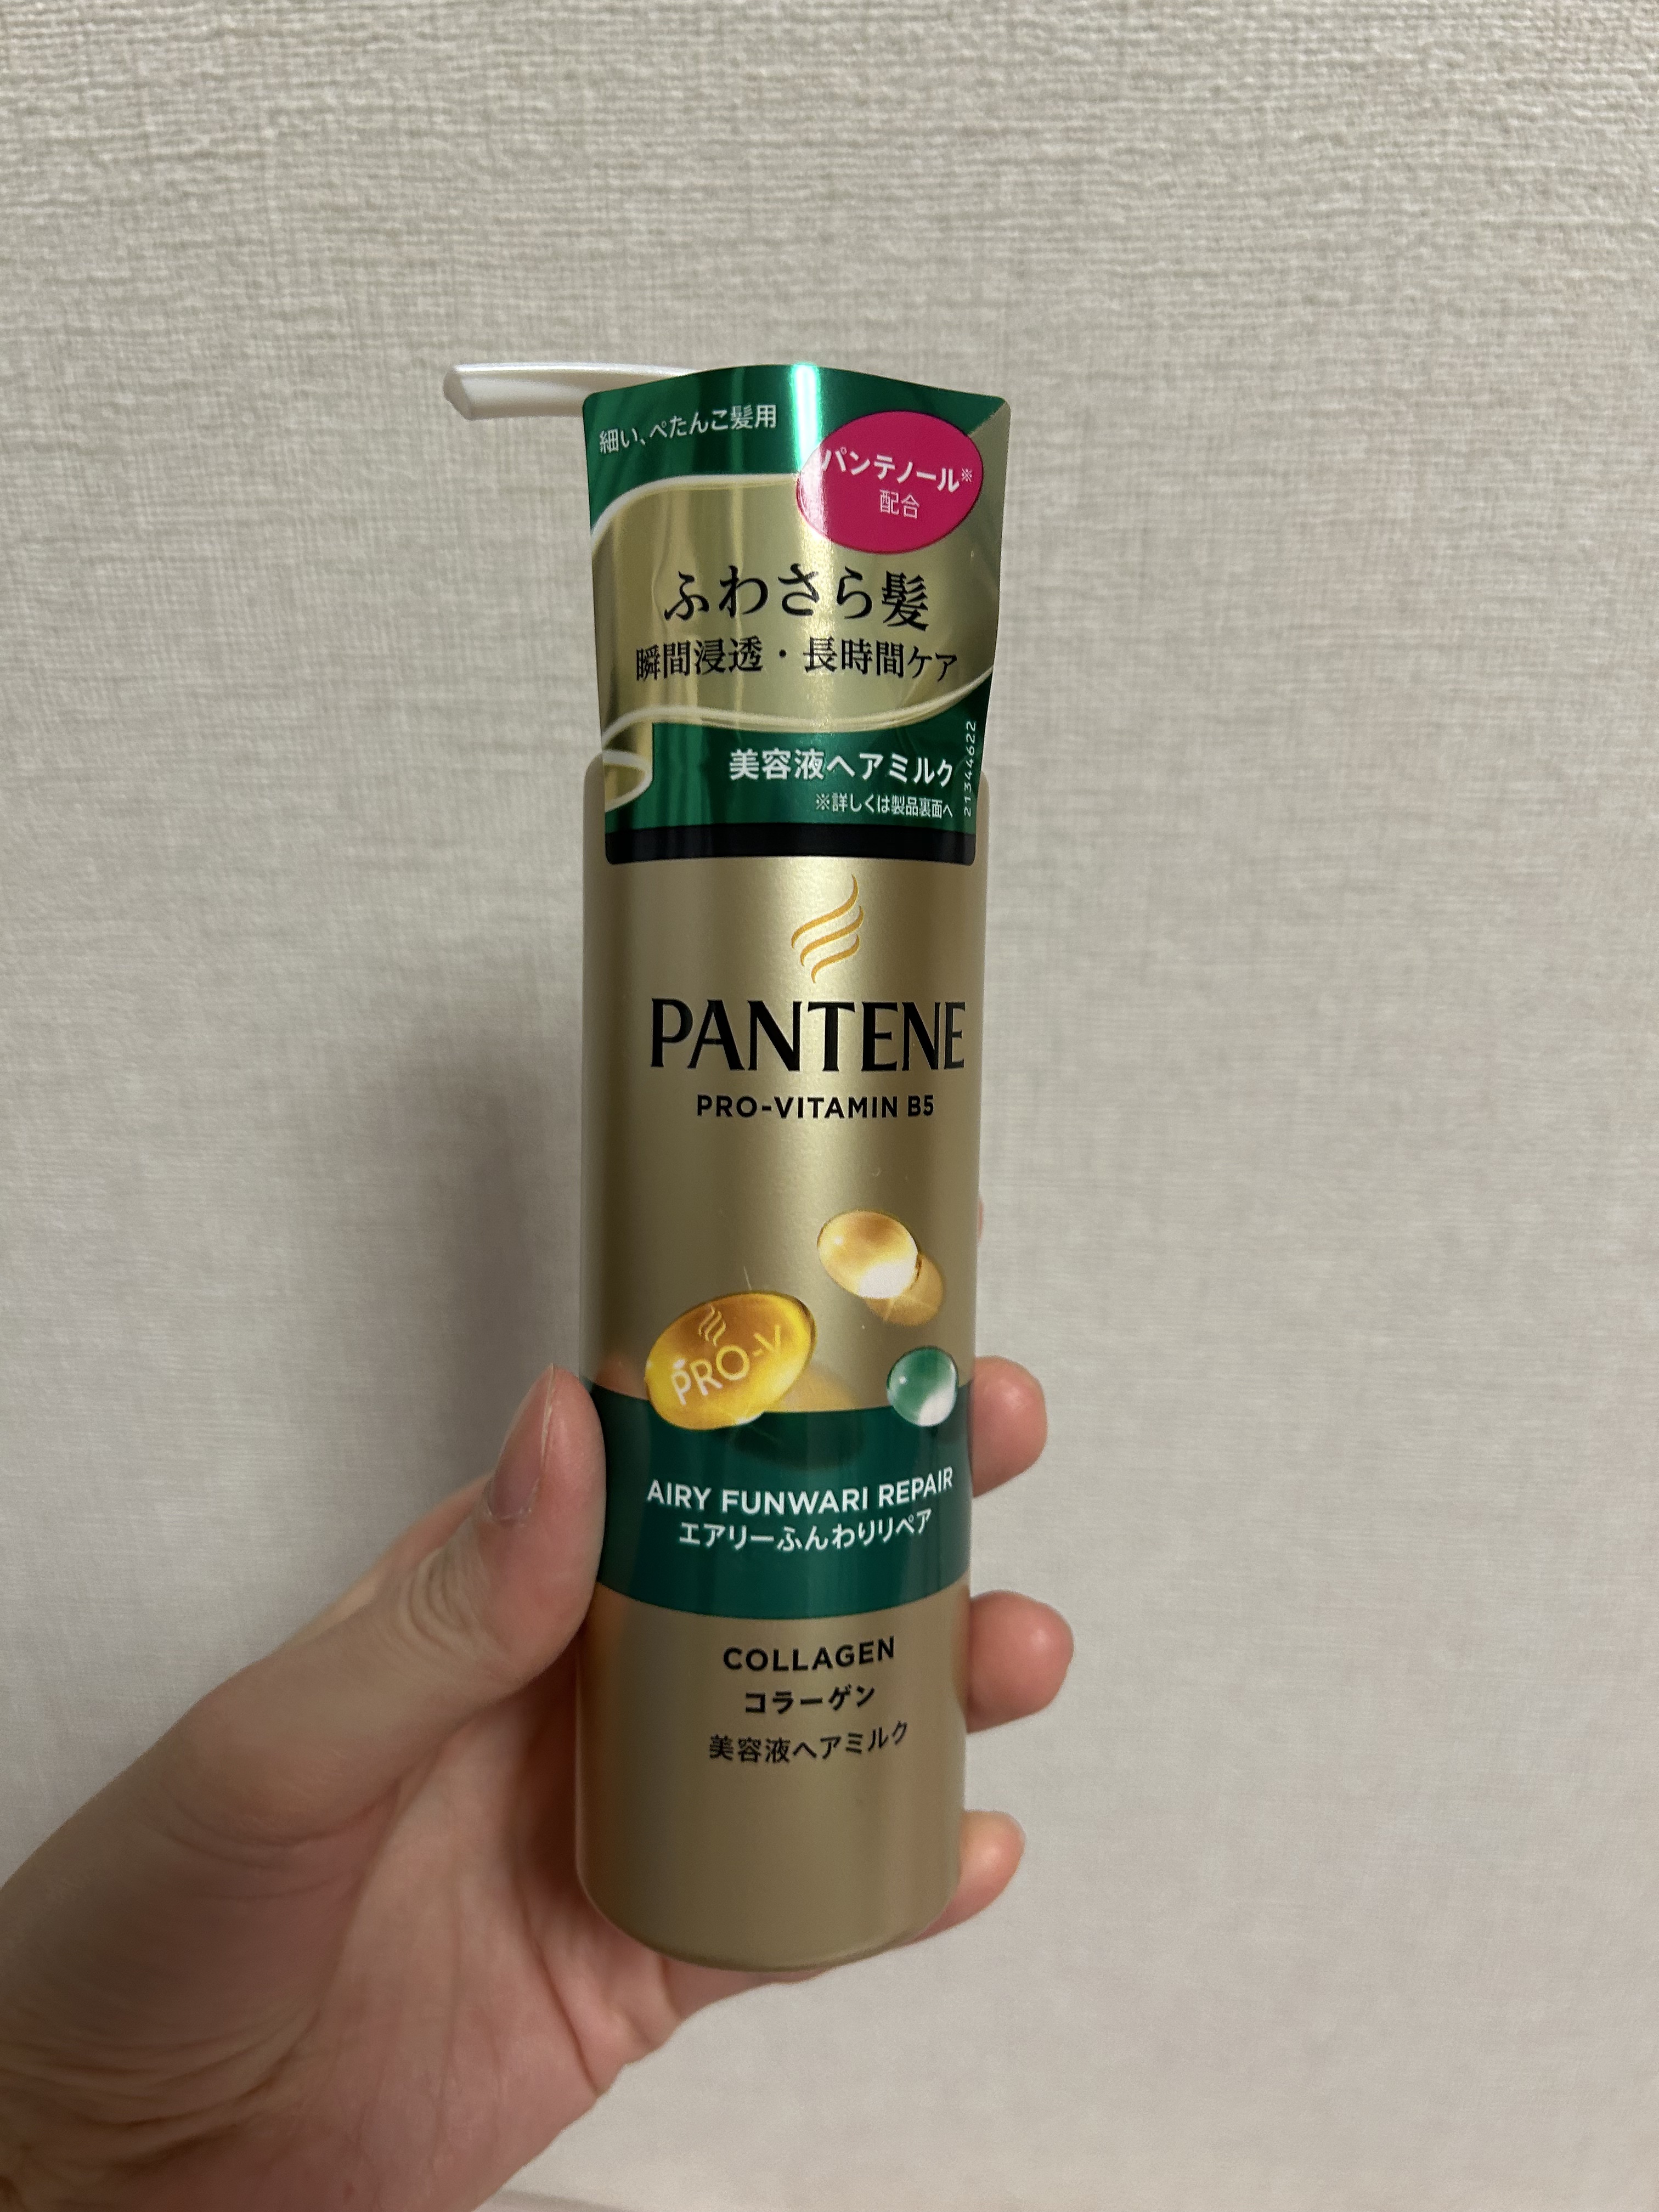 細い、ぺたんこ髪用
パンテノール※
配合
ふわさら髪
瞬間浸透・長時間ケア
美容液ヘアミルク
※詳しくは製品裏面へ
21344622
PANTENE
PRO-VITAMIN B5
PRO-V
AIRY FUNWARI REPAIR
エアリーふんわりリペア
COLLAGEN
コラーゲン
美容液ヘアミルク